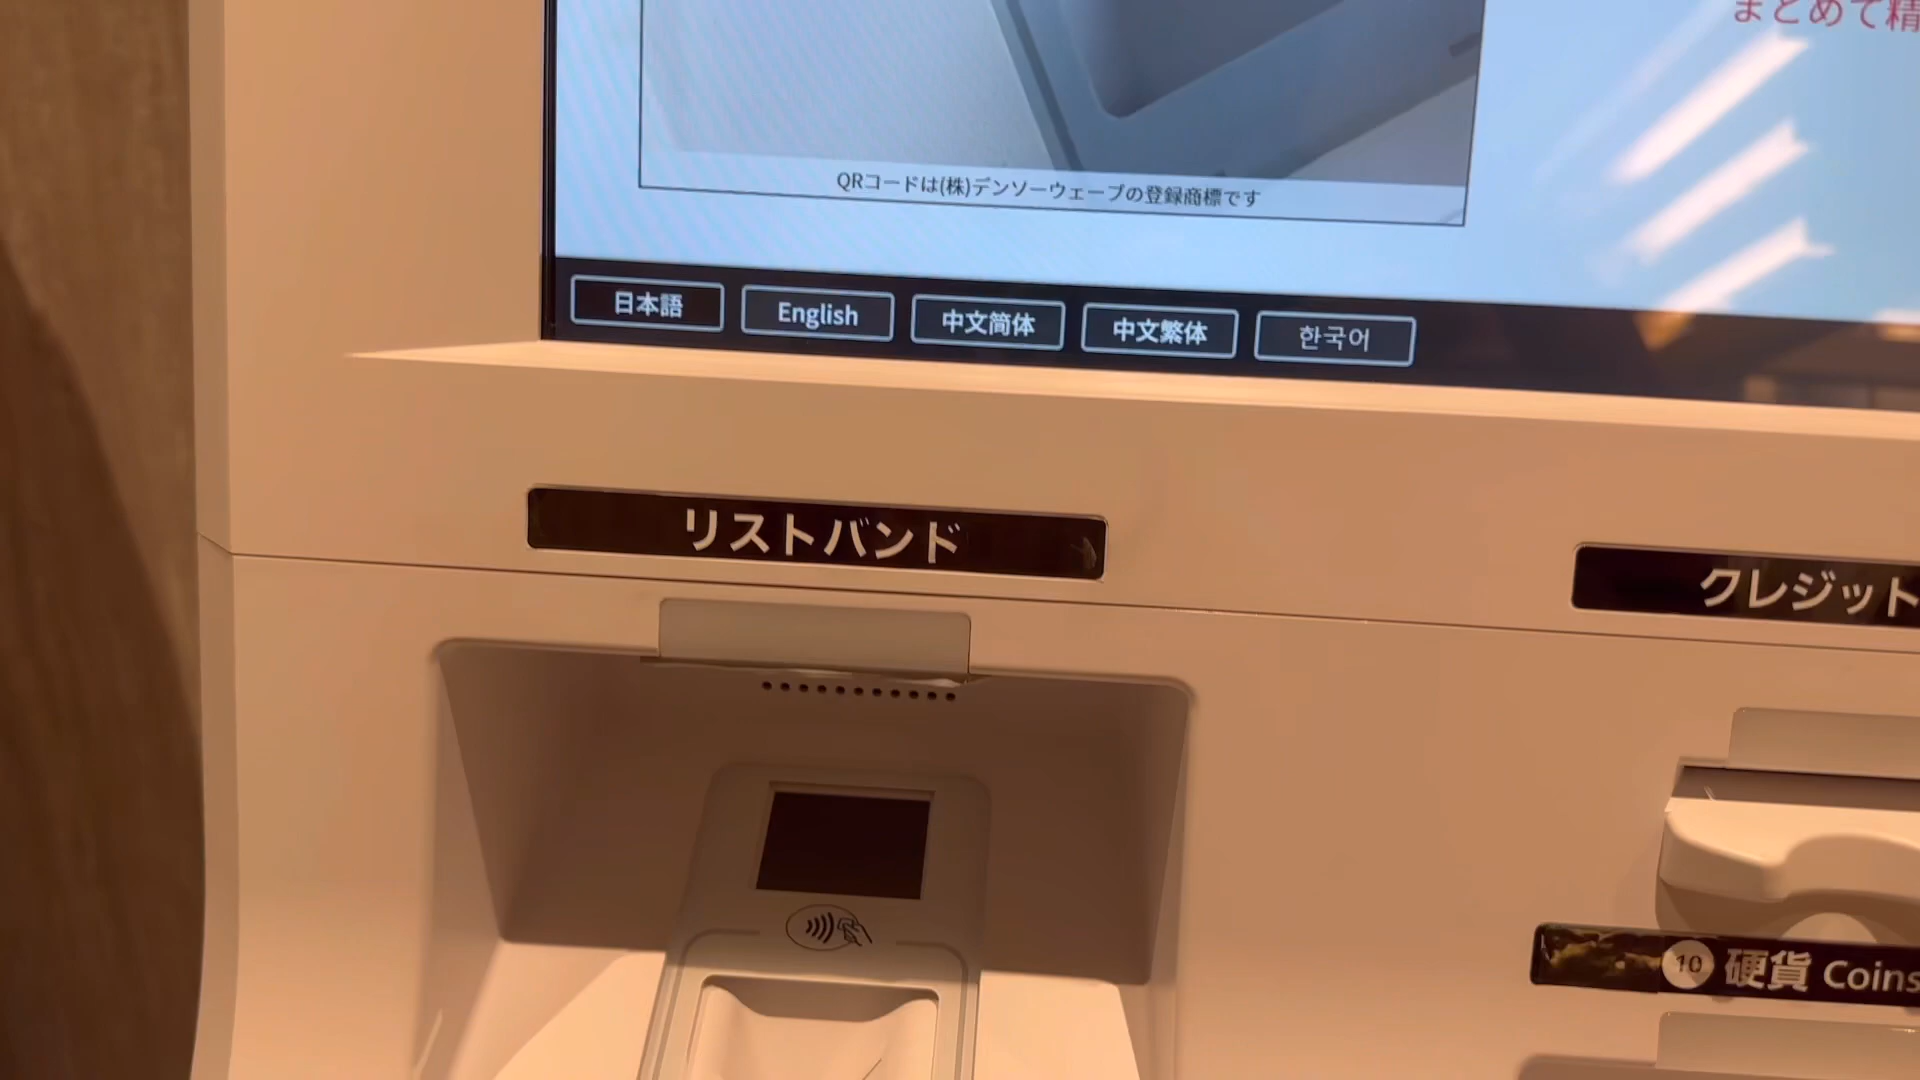 まとめて精
QRコードは(株)デンソーウェーブの登録商標です
日本語
English
中文简体
中文繁体
한국어
リストバンド
クレジット
10 硬貨 Coins